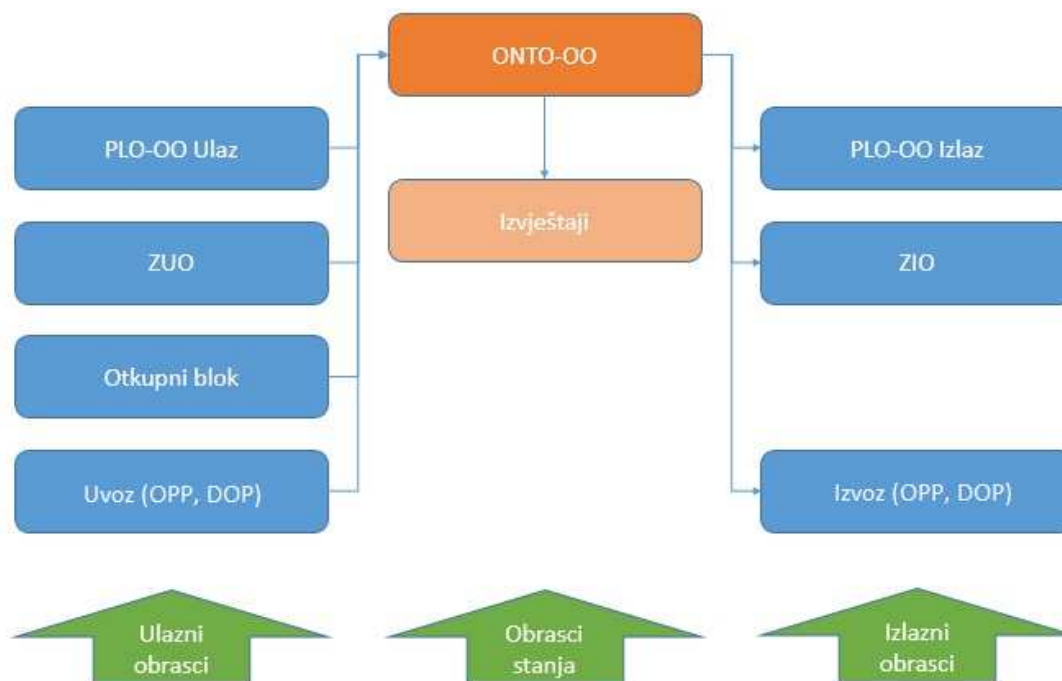 ONTO-OO
PLO-OO Ulaz
PLO-OO Izlaz
Izvještaji
ZUO
ZIO
Otkupni blok
Uvoz (OPP, DOP)
Izvoz (OPP, DOP)
Ulazni
obrasci
Obrasci
stanja
Izlazni
obrasci